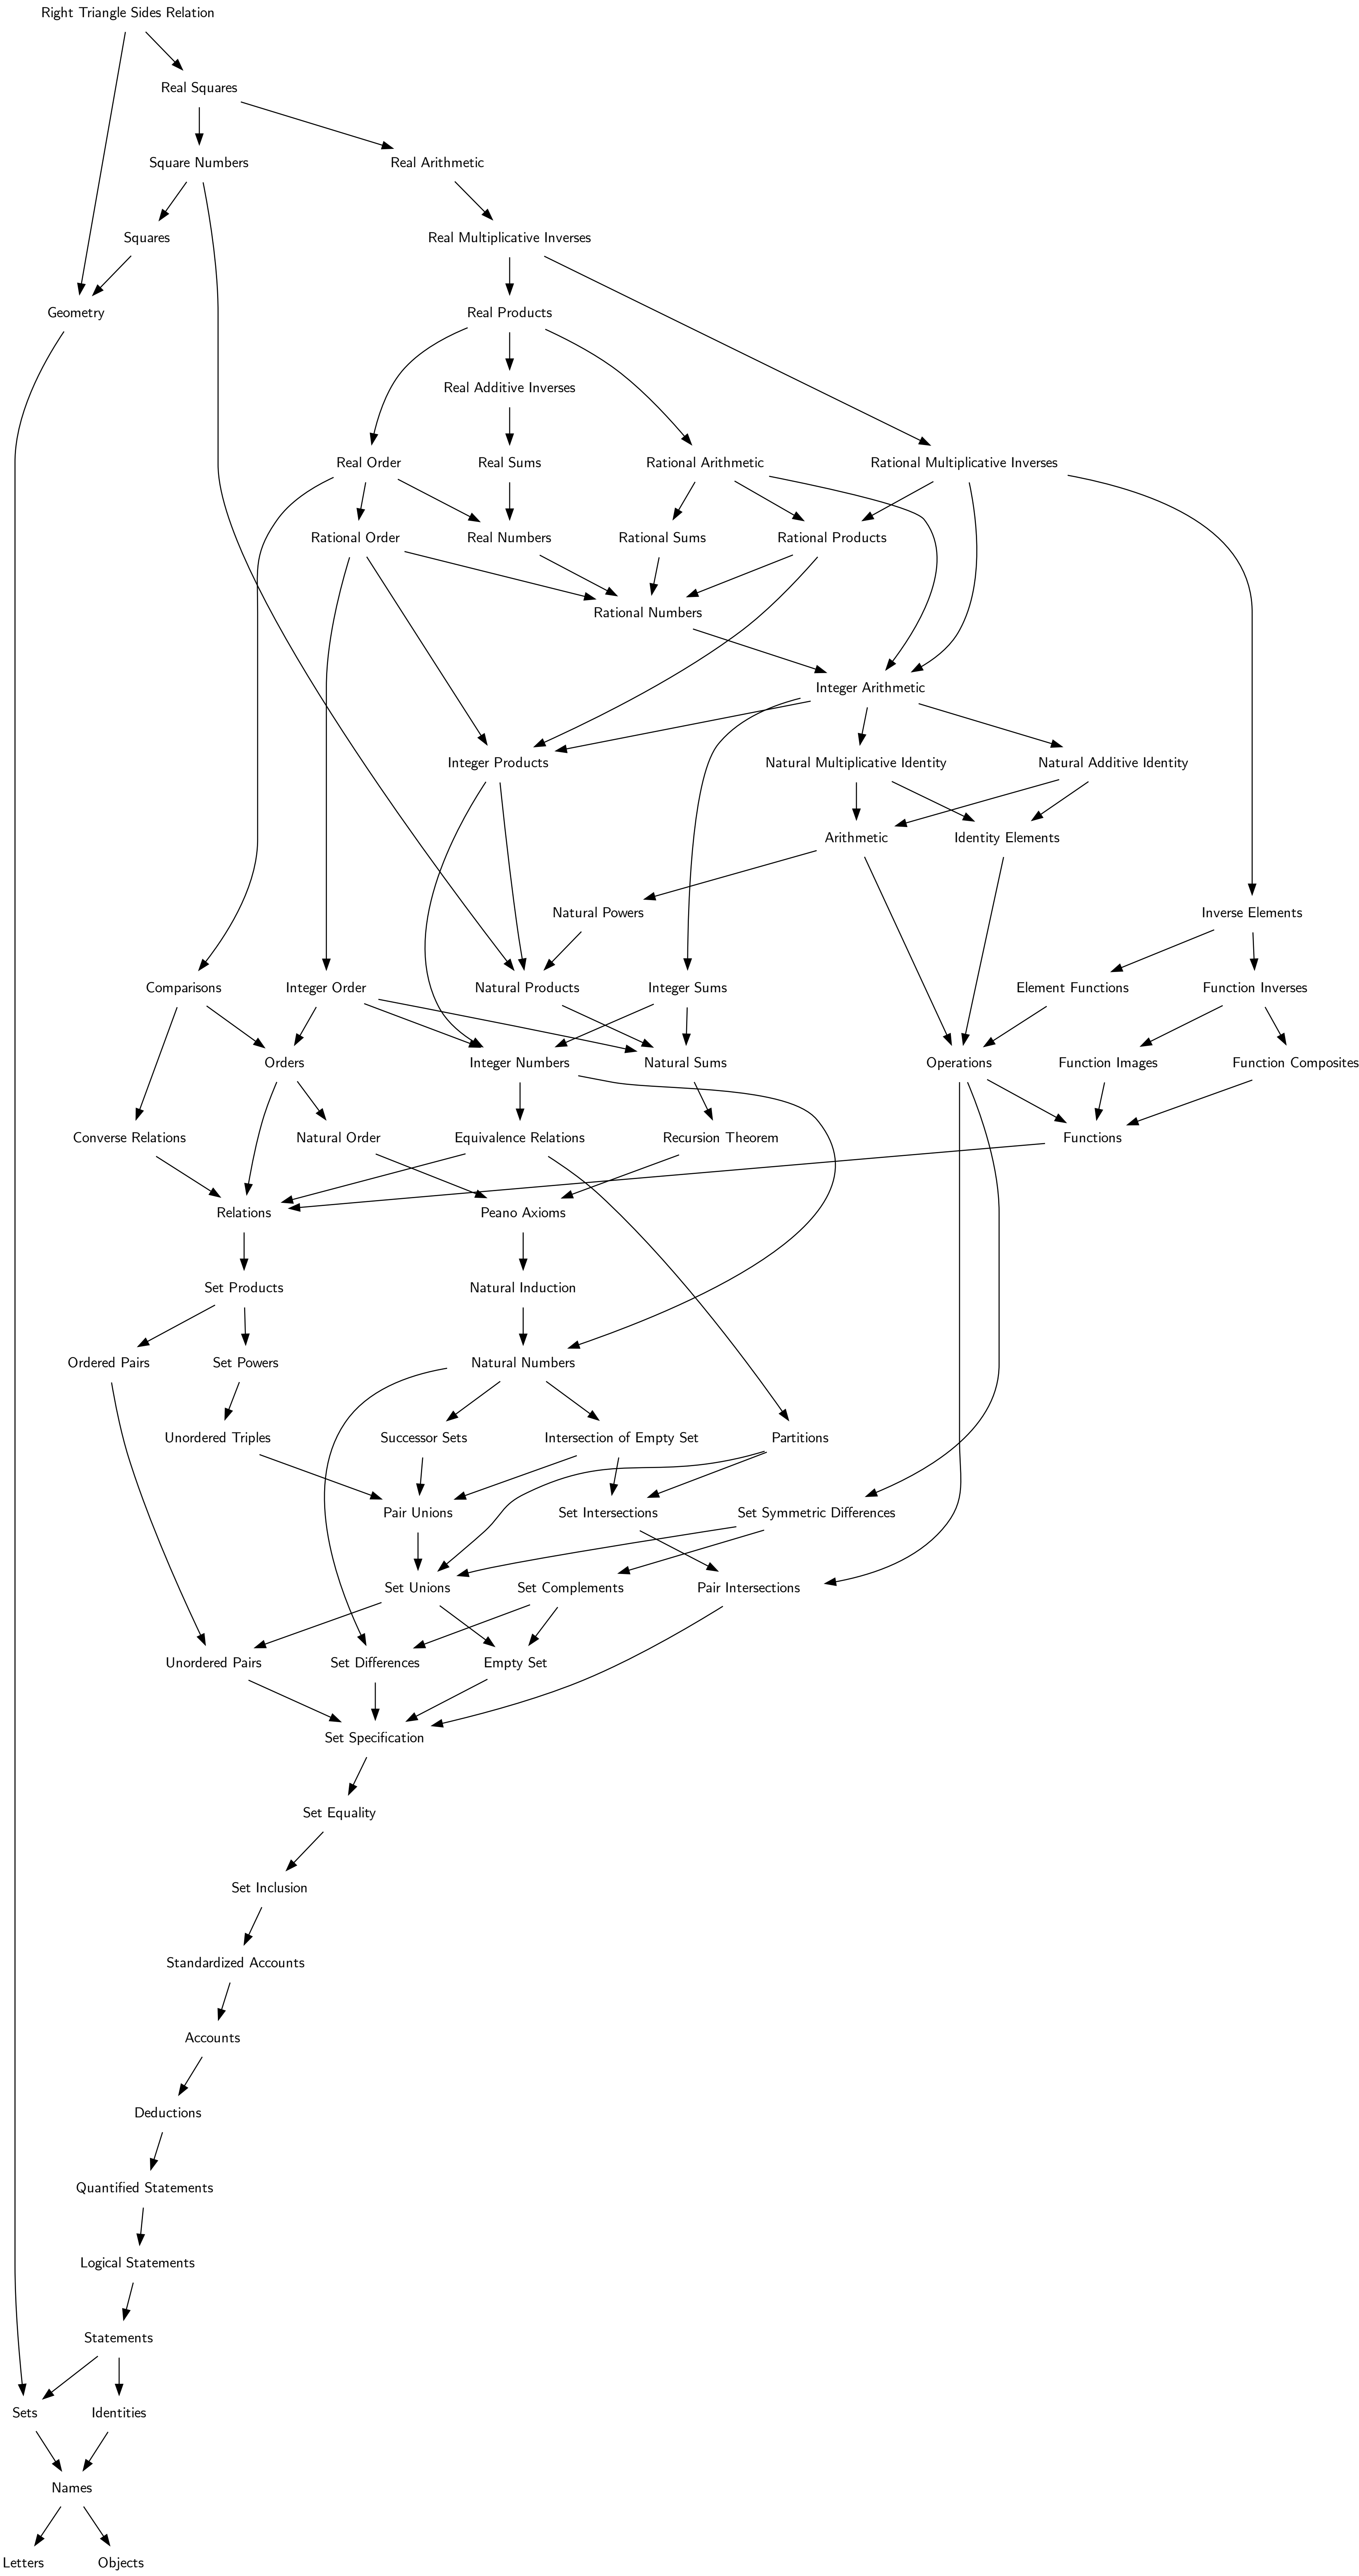 Right Triangle Sides Relation
Real Squares
Square Numbers
Real Arithmetic
Squares
Real Multiplicative Inverses
Geometry
Real Products
Real Additive Inverses
Real Order
Real Sums
Rational Arithmetic
Rational Multiplicative Inverses
Rational Order
Real Numbers
Rational Sums
Rational Products
Rational Numbers
Integer Arithmetic
Integer Products
Natural Multiplicative Identity
Natural Additive Identity
Arithmetic
Identity Elements
Natural Powers
Inverse Elements
Comparisons
Integer Order
Natural Products
Integer Sums
Element Functions
Function Inverses
Orders
Integer Numbers
Natural Sums
Operations
Function Images
Function Composites
Converse Relations
Natural Order
Equivalence Relations
Recursion Theorem
Functions
Relations
Peano Axioms
Set Products
Natural Induction
Ordered Pairs
Set Powers
Natural Numbers
Unordered Triples
Successor Sets
Intersection of Empty Set
Partitions
Pair Unions
Set Intersections
Set Symmetric Differences
Set Unions
Set Complements
Pair Intersections
Unordered Pairs
Set Differences
Empty Set
Set Specification
Set Equality
Set Inclusion
Standardized Accounts
Accounts
Deductions
Quantified Statements
Logical Statements
Statements
Sets
Identities
Names
Letters
Objects